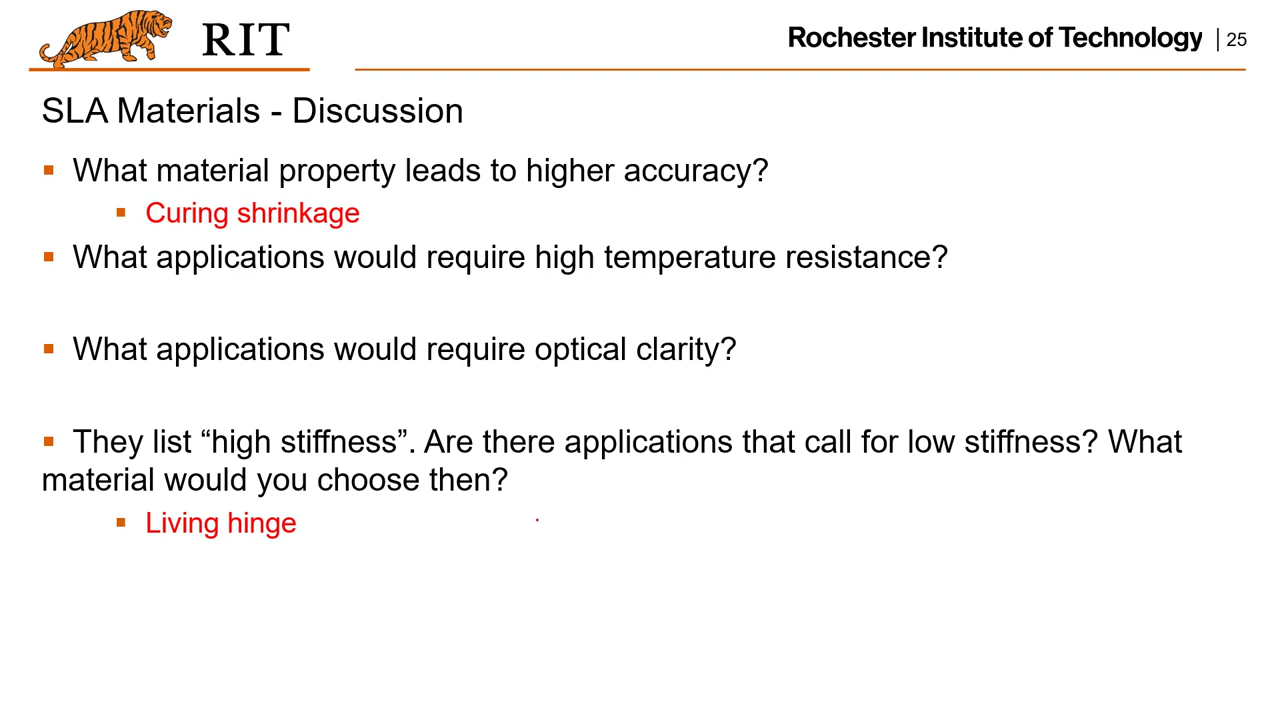 RIT
Rochester Institute of Technology | 25
SLA Materials - Discussion
▪ What material property leads to higher accuracy?
▪ Curing shrinkage
▪ What applications would require high temperature resistance?
▪ What applications would require optical clarity?
▪ They list “high stiffness”. Are there applications that call for low stiffness? What
material would you choose then?
▪ Living hinge